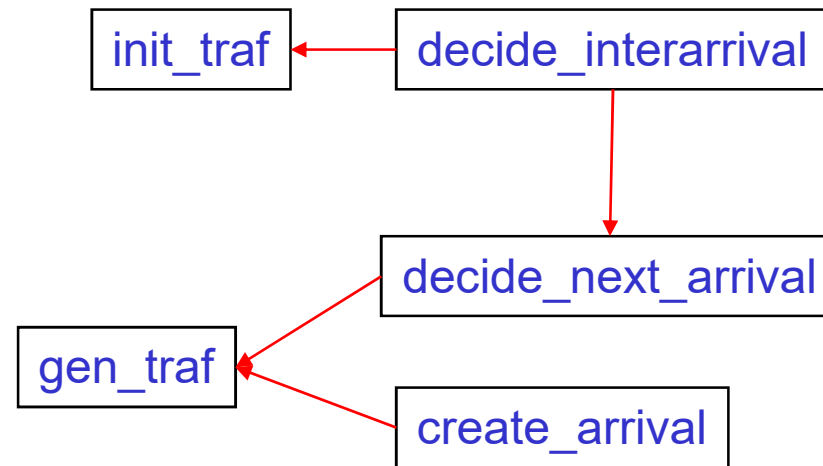 init_traf
decide_interarrival
decide_next_arrival
gen_traf
create_arrival